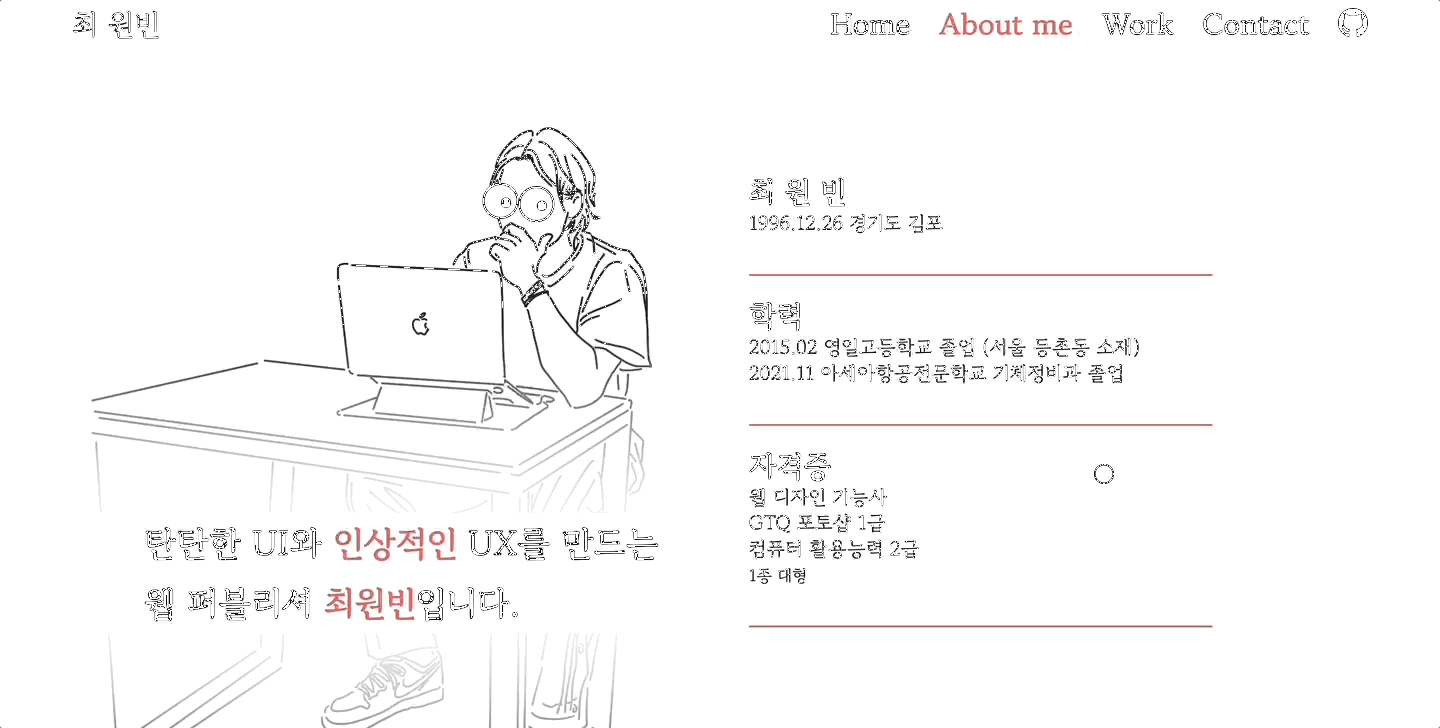 최 원빈
Home About me Work Contact
최 원 빈
1996.12.26 경기도 김포
학력
2015.02 영일고등학교 졸업 (서울 등촌동 소재)
2021.11 아세아항공전문학교 기체정비과 졸업
자격증
웹 디자인 기능사
GTQ 포토샵 1급
컴퓨터 활용능력 2급
1종 대형
탄탄한 UI와 인상적인 UX를 만드는
웹 퍼블리셔 최원빈입니다.